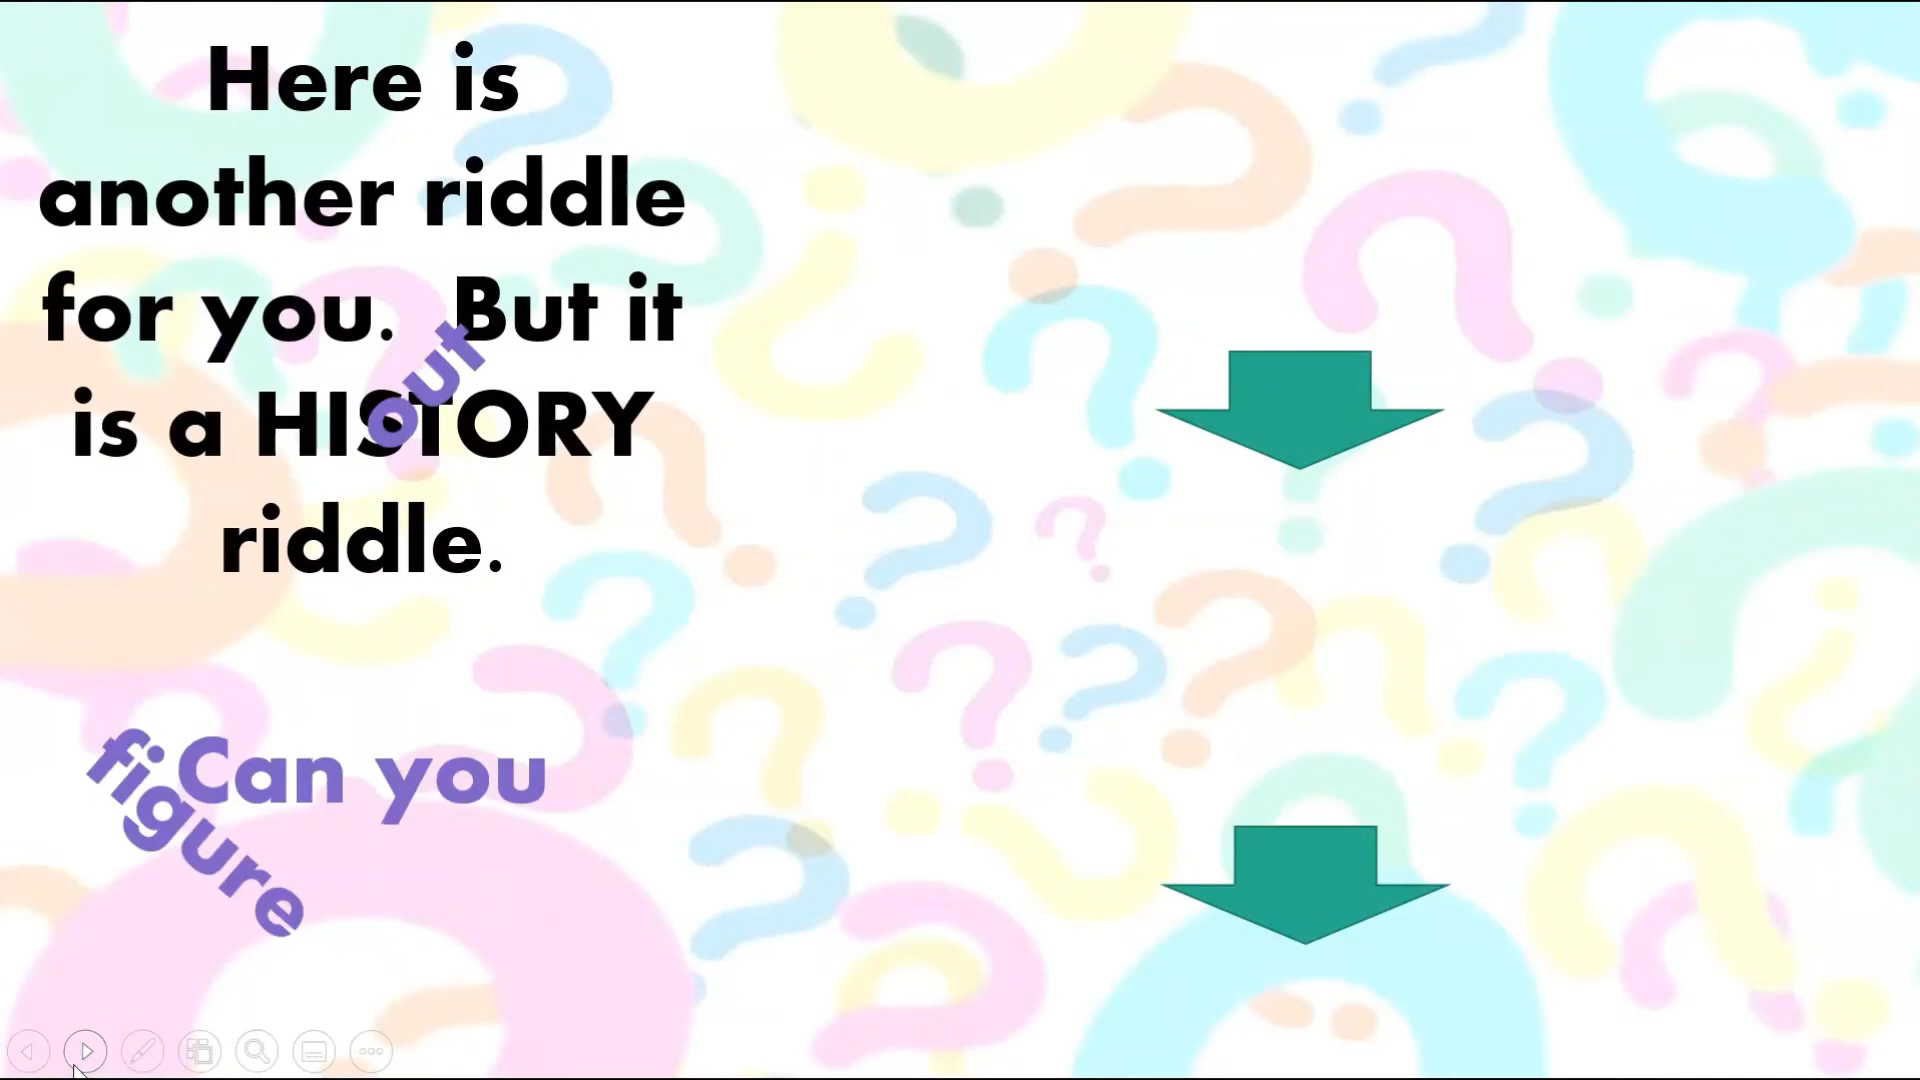 Here is
another riddle
for you. But it
is a HISTORY
riddle.
Can you
figure
out